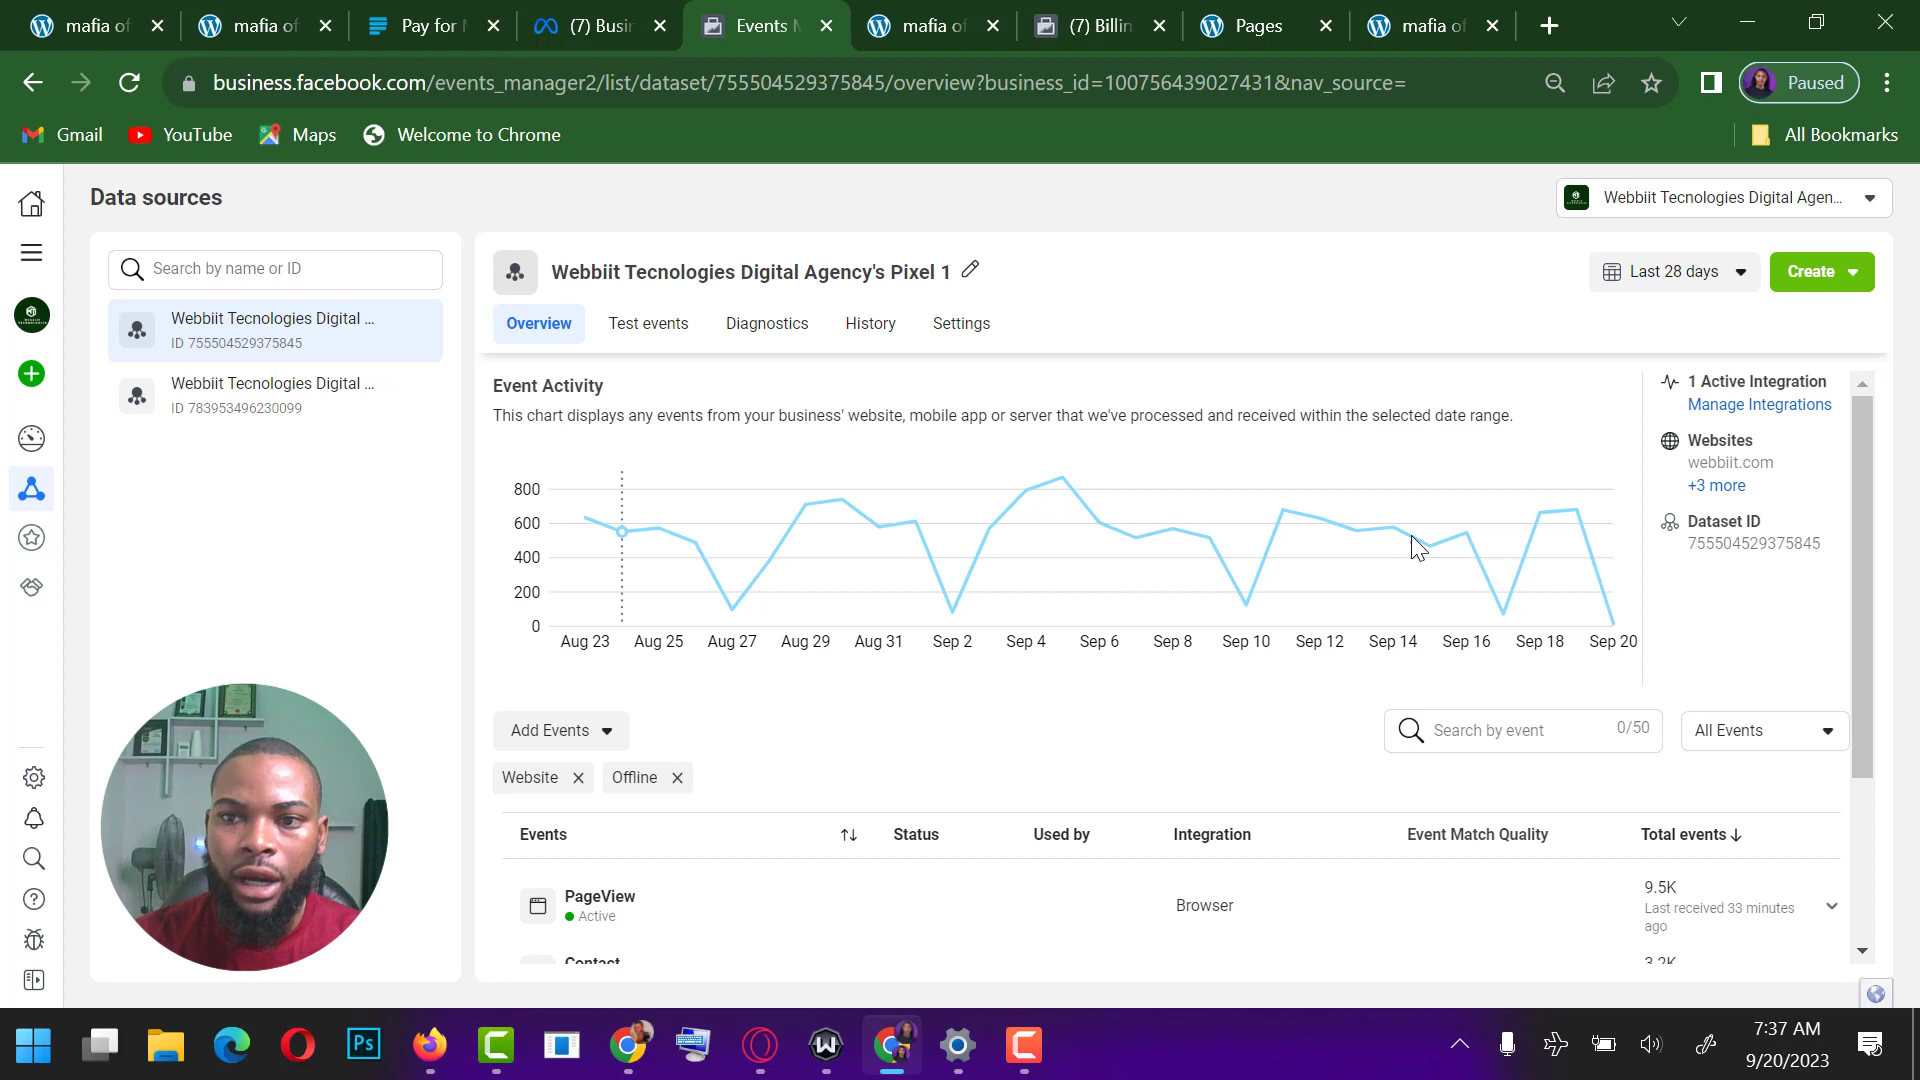 mafia of
mafia of
Pay for
(7) Busi
Events
mafia of
(7) Billin
Pages
mafia of
business.facebook.com/events_manager2/list/dataset/755504529375845/overview?business_id=100756439027431&nav_source=
Paused
Gmail
YouTube
Maps
Welcome to Chrome
All Bookmarks
Data sources
Webbiit Tecnologies Digital Agen...
Search by name or ID
Webbiit Tecnologies Digital ...
ID 755504529375845
Webbiit Tecnologies Digital ...
ID 783953496230099
Webbiit Tecnologies Digital Agency's Pixel 1
Last 28 days
Create
Overview
Test events
Diagnostics
History
Settings
Event Activity
This chart displays any events from your business' website, mobile app or server that we've processed and received within the selected date range.
800
600
400
200
0
Aug 23
Aug 25
Aug 27
Aug 29
Aug 31
Sep 2
Sep 4
Sep 6
Sep 8
Sep 10
Sep 12
Sep 14
Sep 16
Sep 18
Sep 20
1 Active Integration
Manage Integrations
Websites
webbiit.com
+3 more
Dataset ID
755504529375845
Add Events
Search by event
0/50
All Events
Website
Offline
Events
Status
Used by
Integration
Event Match Quality
Total events
PageView
Active
Browser
9.5K
Last received 33 minutes
ago
Contact
3.2K
Ps
7:37 AM
9/20/2023